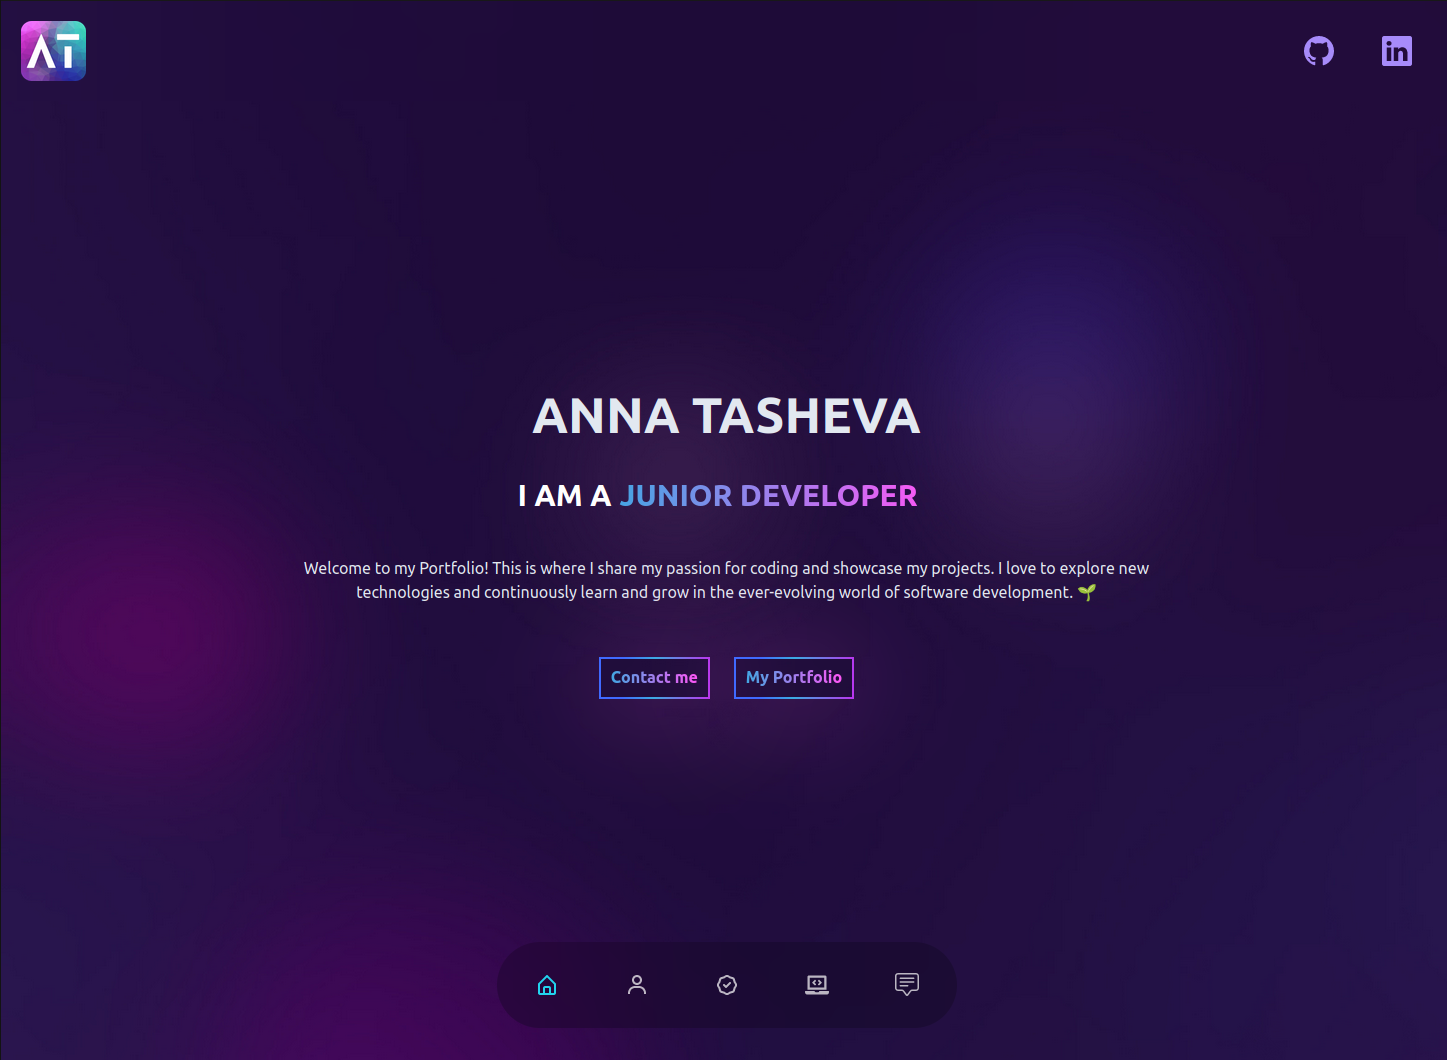 AT
in
ANNA TASHEVA
I AM A JUNIOR DEVELOPER
Welcome to my Portfolio! This is where I share my passion for coding and showcase my projects. I love to explore new
technologies and continuously learn and grow in the ever-evolving world of software development. 🌱
Contact me
My Portfolio